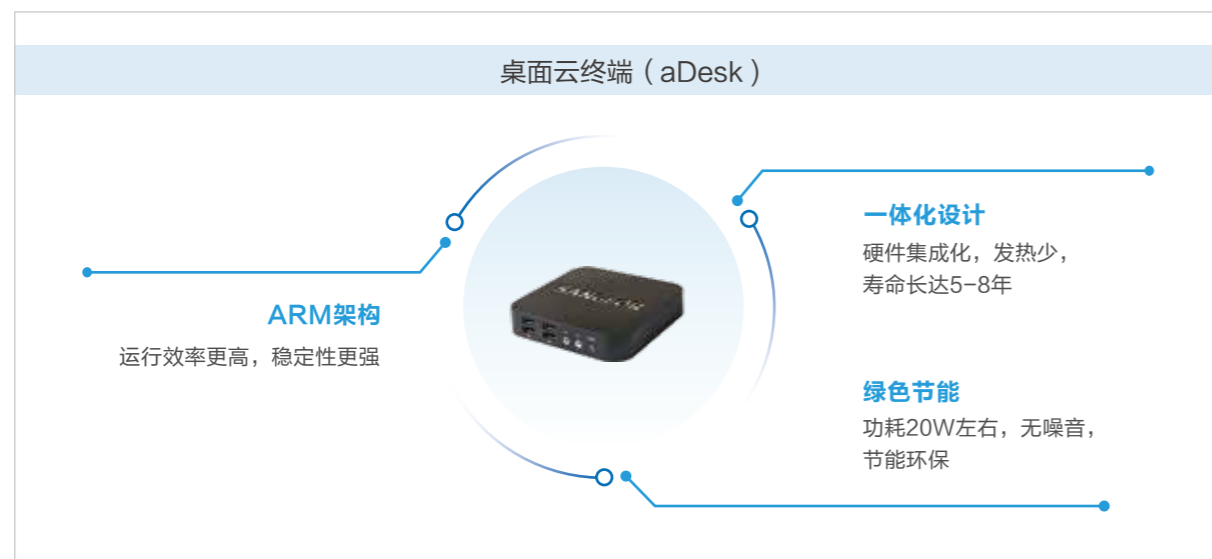 桌面云终端（aDesk）
ARM架构
运行效率更高，稳定性更强
SANGFOR
一体化设计
硬件集成化，发热少，
寿命长达5-8年
绿色节能
功耗20W左右，无噪音，
节能环保